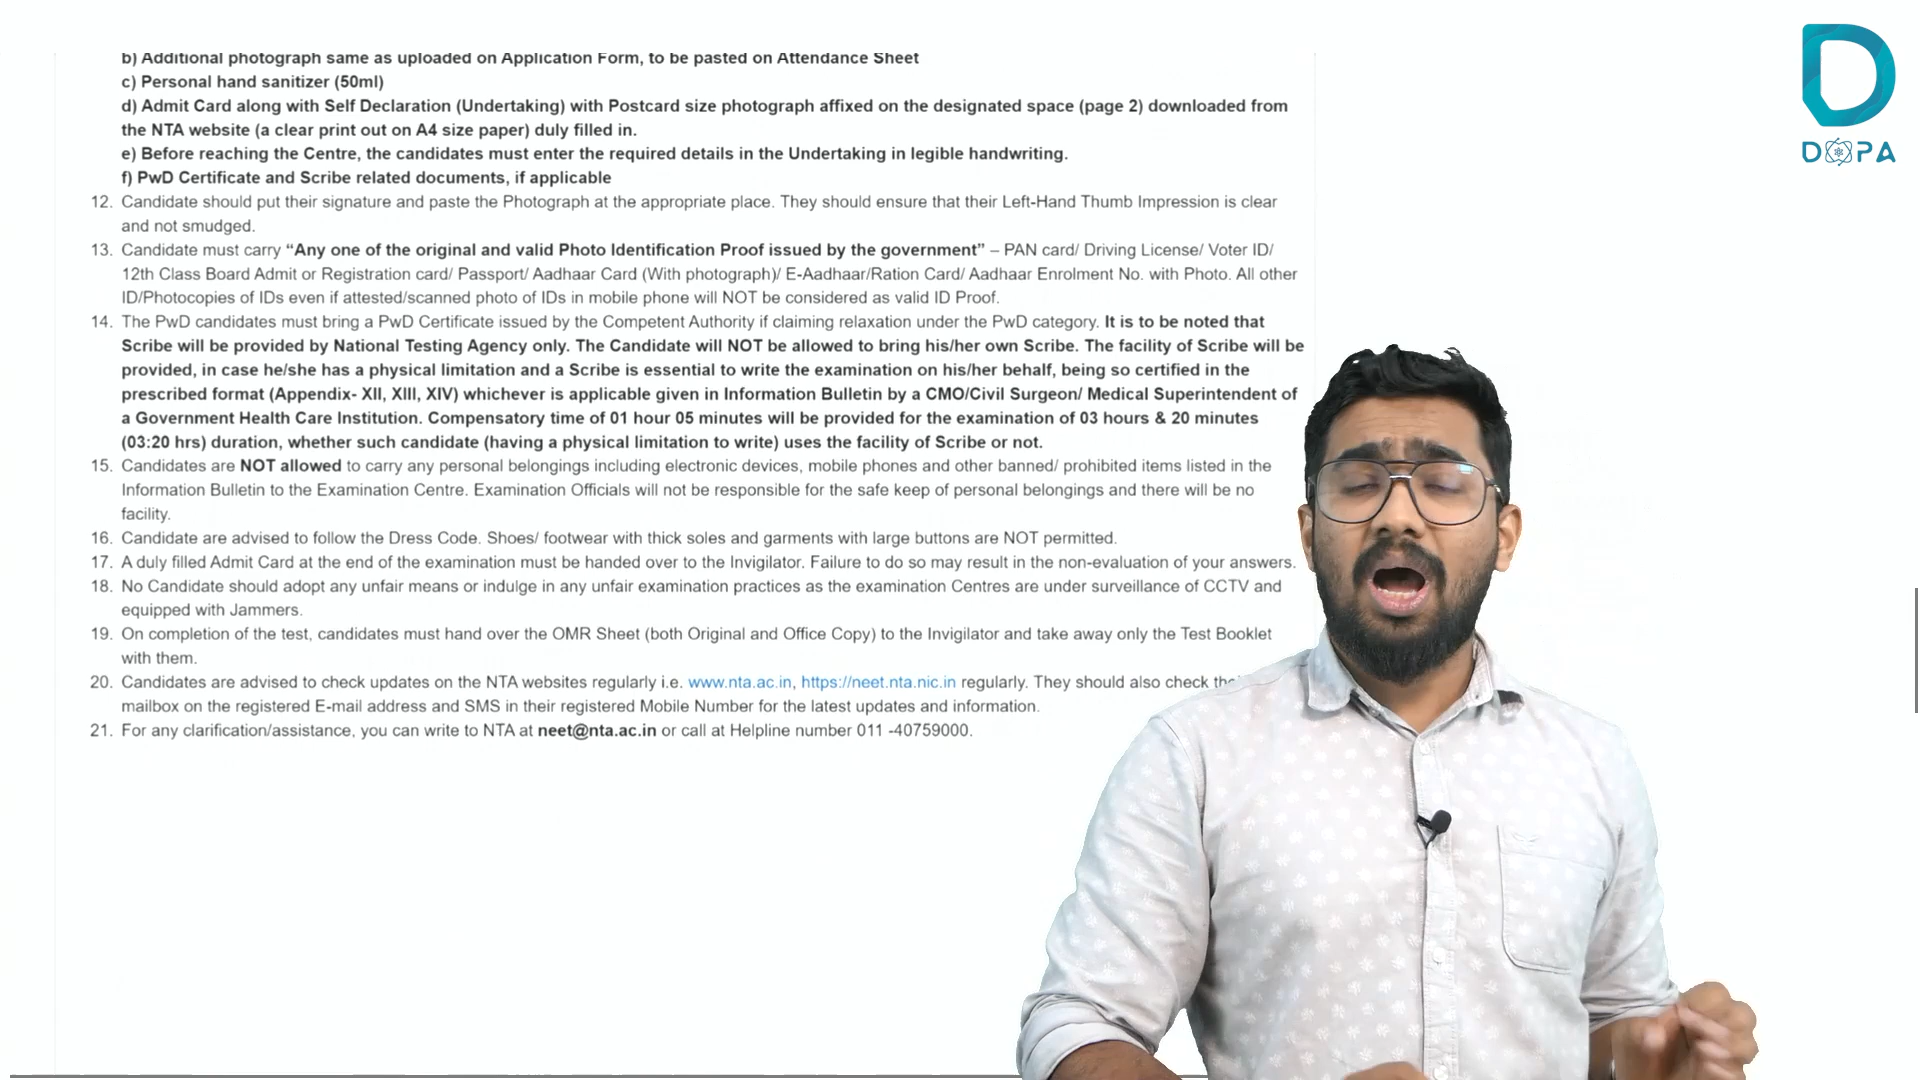 b) Additional photograph same as uploaded on Application Form, to be pasted on Attendance Sheet
c) Personal hand sanitizer (50ml)
d) Admit Card along with Self Declaration (Undertaking) with Postcard size photograph affixed on the designated space (page 2) downloaded from
the NTA website (a clear print out on A4 size paper) duly filled in.
e) Before reaching the Centre, the candidates must enter the required details in the Undertaking in legible handwriting.
f) PwD Certificate and Scribe related documents, if applicable
12. Candidate should put their signature and paste the Photograph at the appropriate place. They should ensure that their Left-Hand Thumb Impression is clear
and not smudged.
13. Candidate must carry “Any one of the original and valid Photo Identification Proof issued by the government” – PAN card/ Driving License/ Voter ID/
12th Class Board Admit or Registration card/ Passport/ Aadhaar Card (With photograph)/ E-Aadhaar/Ration Card/ Aadhaar Enrolment No. with Photo. All other
ID/Photocopies of IDs even if attested/scanned photo of IDs in mobile phone will NOT be considered as valid ID Proof.
14. The PwD candidates must bring a PwD Certificate issued by the Competent Authority if claiming relaxation under the PwD category. It is to be noted that
Scribe will be provided by National Testing Agency only. The Candidate will NOT be allowed to bring his/her own Scribe. The facility of Scribe will be
provided, in case he/she has a physical limitation and a Scribe is essential to write the examination on his/her behalf, being so certified in the
prescribed format (Appendix- XII, XIII, XIV) whichever is applicable given in Information Bulletin by a CMO/Civil Surgeon/ Medical Superintendent of
a Government Health Care Institution. Compensatory time of 01 hour 05 minutes will be provided for the examination of 03 hours & 20 minutes
(03:20 hrs) duration, whether such candidate (having a physical limitation to write) uses the facility of Scribe or not.
15. Candidates are NOT allowed to carry any personal belongings including electronic devices, mobile phones and other banned/ prohibited items listed in the
Information Bulletin to the Examination Centre. Examination Officials will not be responsible for the safe keep of personal belongings and there will be no
facility.
16. Candidate are advised to follow the Dress Code. Shoes/ footwear with thick soles and garments with large buttons are NOT permitted.
17. A duly filled Admit Card at the end of the examination must be handed over to the Invigilator. Failure to do so may result in the non-evaluation of your answers.
18. No Candidate should adopt any unfair means or indulge in any unfair examination practices as the examination Centres are under surveillance of CCTV and
equipped with Jammers.
19. On completion of the test, candidates must hand over the OMR Sheet (both Original and Office Copy) to the Invigilator and take away only the Test Booklet
with them.
20. Candidates are advised to check updates on the NTA websites regularly i.e. www.nta.ac.in, https://neet.nta.nic.in regularly. They should also check
mailbox on the registered E-mail address and SMS in their registered Mobile Number for the latest updates and information.
21. For any clarification/assistance, you can write to NTA at neet@nta.ac.in or call at Helpline number 011 -40759000.
DOPA